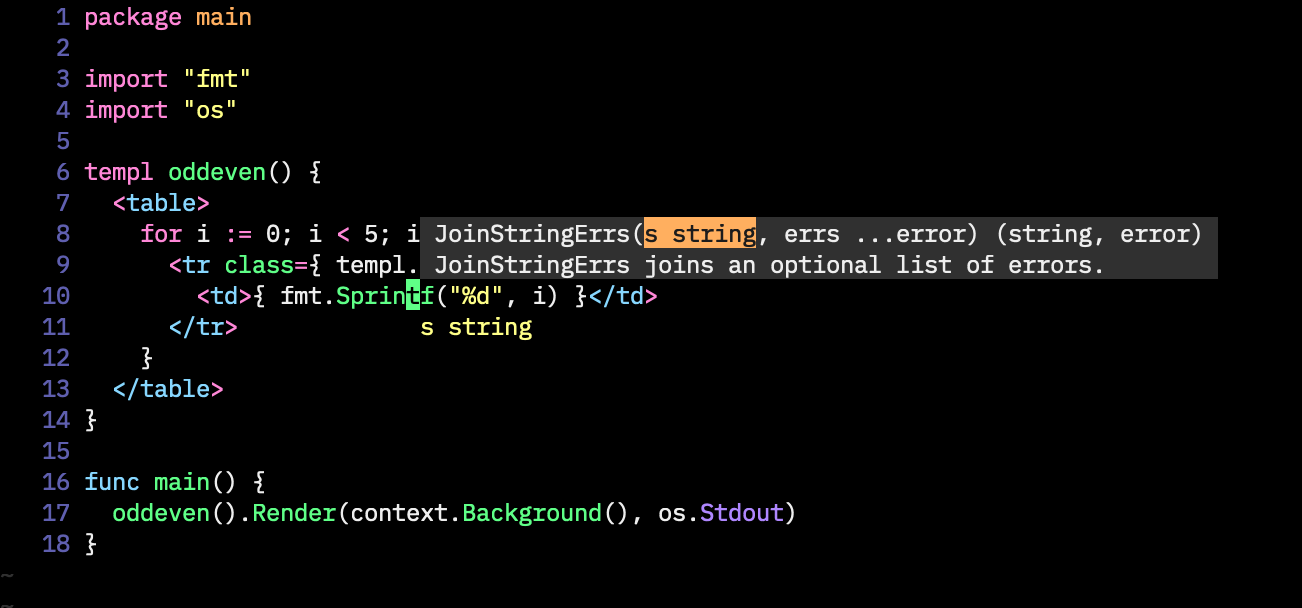 1 package main
2
3 import "fmt"
4 import "os"
5
6 templ oddeven() {
7   <table>
8     for i := 0; i < 5; i JoinStringErrs(s string, errs ...error) (string, error)
9       <tr class={ templ. JoinStringErrs joins an optional list of errors.
10         <td>{ fmt.Sprintf("%d", i) }</td>
11       </tr>             s string
12     }
13   </table>
14 }
15
16 func main() {
17   oddeven().Render(context.Background(), os.Stdout)
18 }
~
~